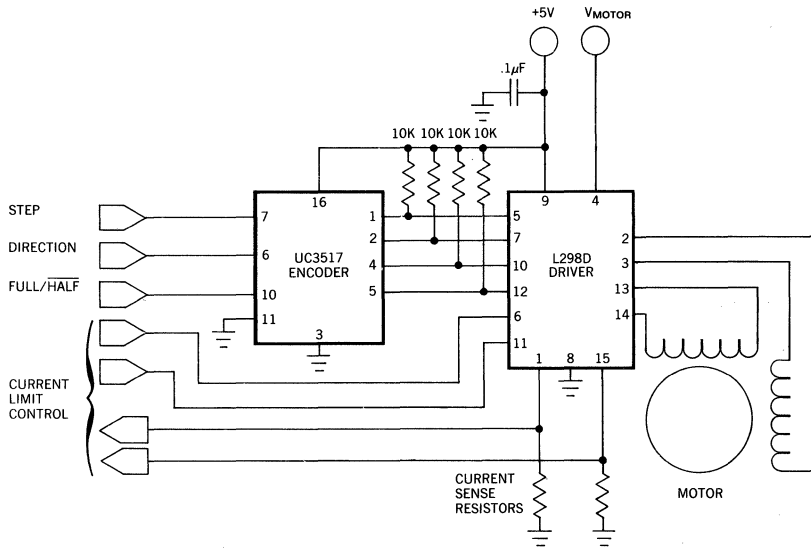 +5V
VMOTOR
.1µF
10K 10K 10K 10K
STEP
DIRECTION
FULL/HALF
CURRENT
LIMIT
CONTROL
16
7
6
10
11
3
UC3517
ENCODER
1
2
4
5
9
4
5
7
10
12
6
11
L298D
DRIVER
2
3
13
14
1
8
15
CURRENT
SENSE
RESISTORS
MOTOR